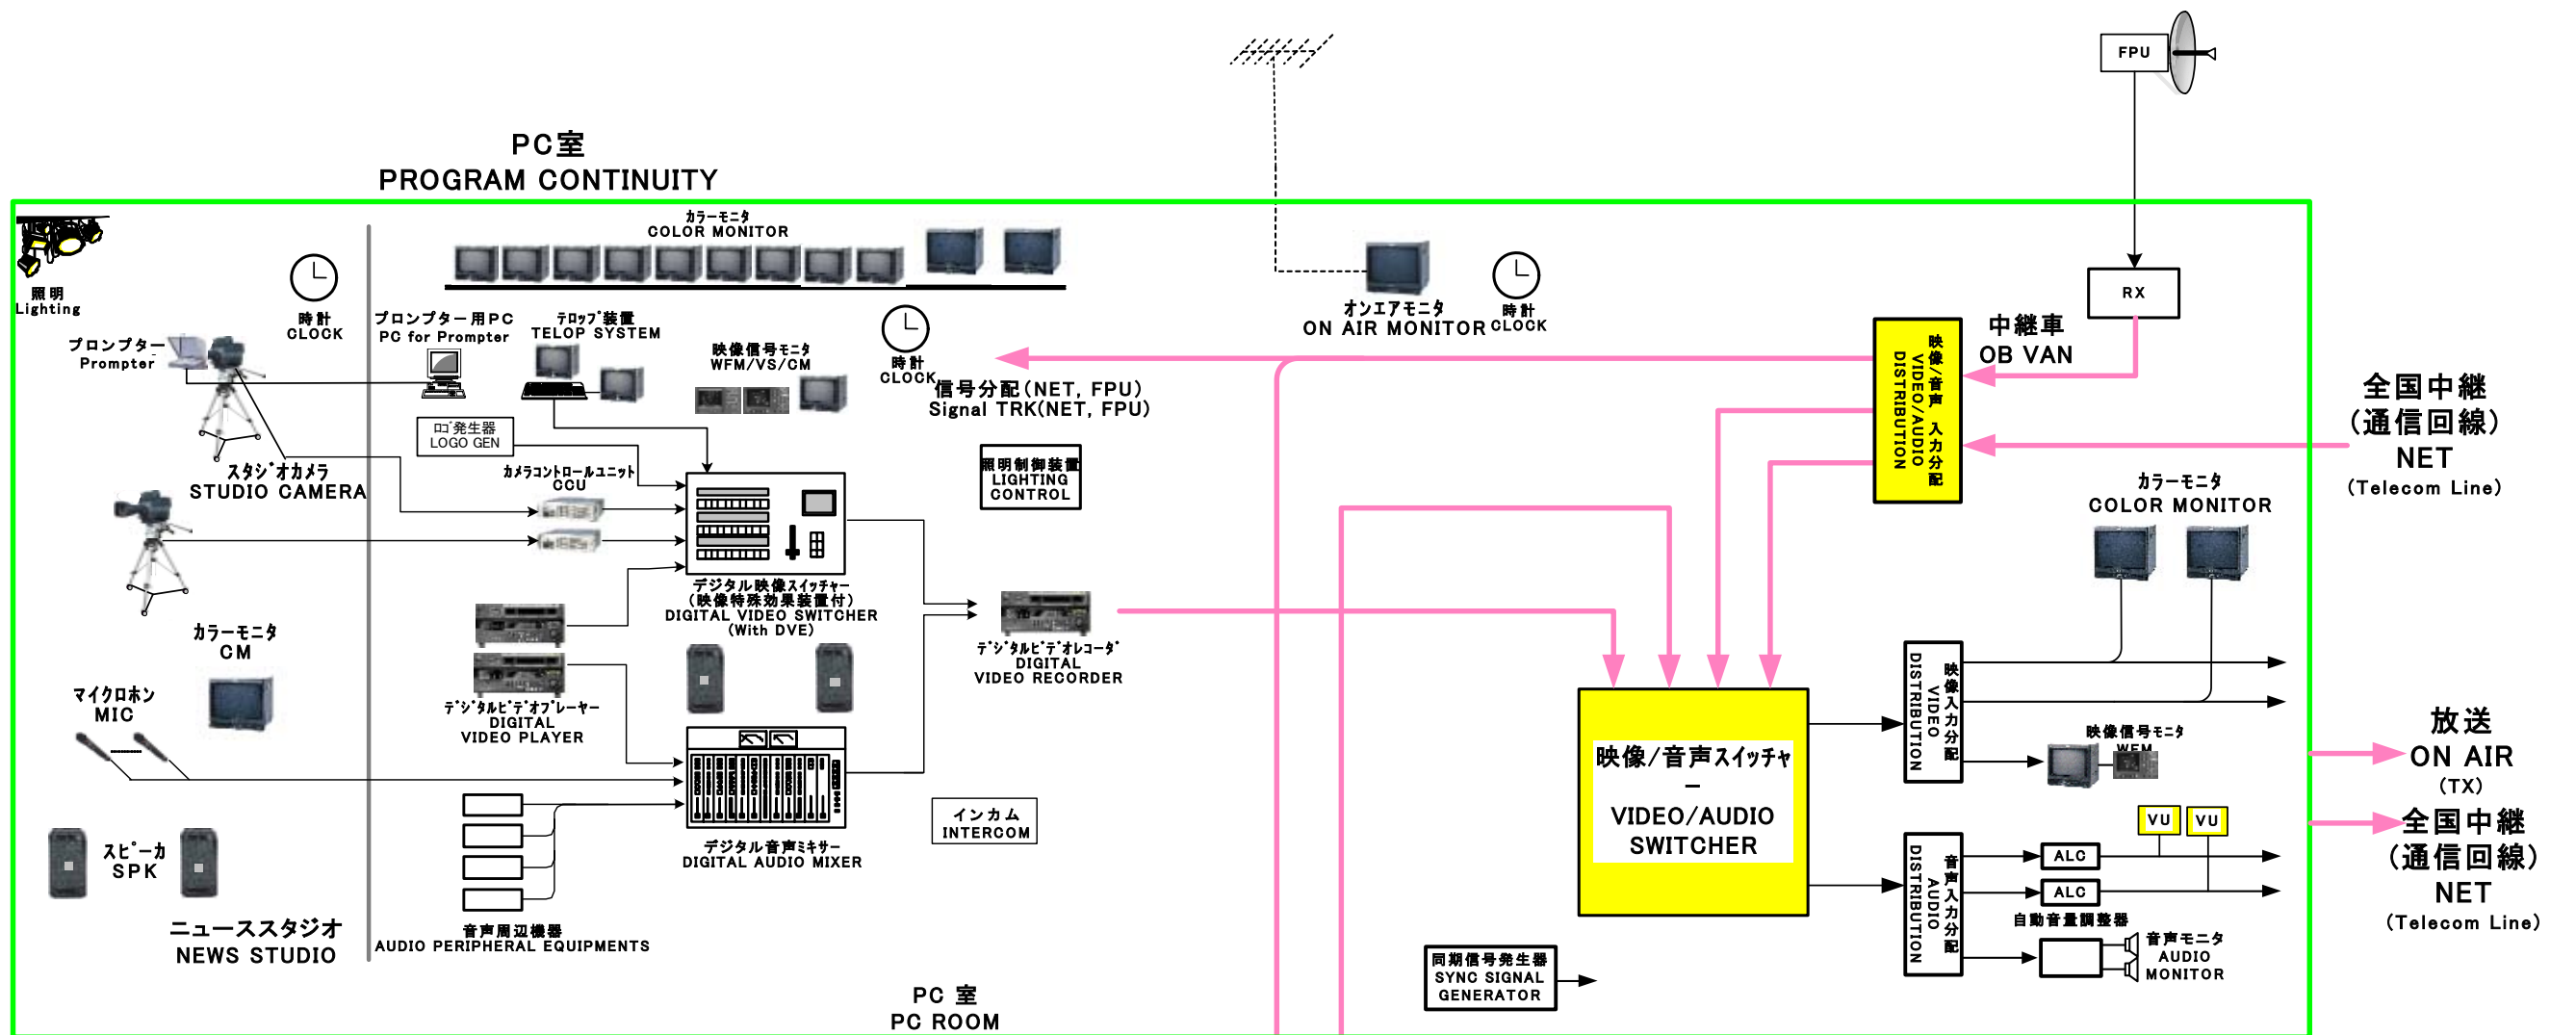 PC室
PROGRAM CONTINUITY
FPU
RX
照明
Lighting
時計
CLOCK
プロンプター
Prompter
スタジオカメラ
STUDIO CAMERA
カラーモニタ
CM
マイクロホン
MIC
スピーカ
SPK
ニューススタジオ
NEWS STUDIO
カラーモニタ
COLOR MONITOR
プロンプター用PC
PC for Prompter
テロップ装置
TELOP SYSTEM
映像信号モニタ
WFM/VS/CM
時計
CLOCK
ロゴ発生器
LOGO GEN
カメラコントロールユニット
CCU
デジタル映像スイッチャー
(映像特殊効果装置付)
DIGITAL VIDEO SWITCHER
(With DVE)
デジタルビデオプレーヤー
DIGITAL
VIDEO PLAYER
デジタル音声ミキサー
DIGITAL AUDIO MIXER
音声周辺機器
AUDIO PERIPHERAL EQUIPMENTS
信号分配(NET, FPU)
Signal TRK(NET, FPU)
照明制御装置
LIGHTING
CONTROL
デジタルビデオレコーダ
DIGITAL
VIDEO RECORDER
インカム
INTERCOM
PC 室
PC ROOM
オンエアモニタ
ON AIR MONITOR
時計
CLOCK
映像/音声 入力分配
VIDEO/AUDIO
DISTRIBUTION
中継車
OB VAN
全国中継
(通信回線)
NET
(Telecom Line)
カラーモニタ
COLOR MONITOR
映像/音声スイッチャ
ー
VIDEO/AUDIO
SWITCHER
映像入力分配
VIDEO
DISTRIBUTION
映像信号モニタ
WFM
VU
VU
音声入力分配
AUDIO
DISTRIBUTION
ALC
ALC
自動音量調整器
音声モニタ
AUDIO
MONITOR
同期信号発生器
SYNC SIGNAL
GENERATOR
放送
ON AIR
(TX)
全国中継
(通信回線)
NET
(Telecom Line)